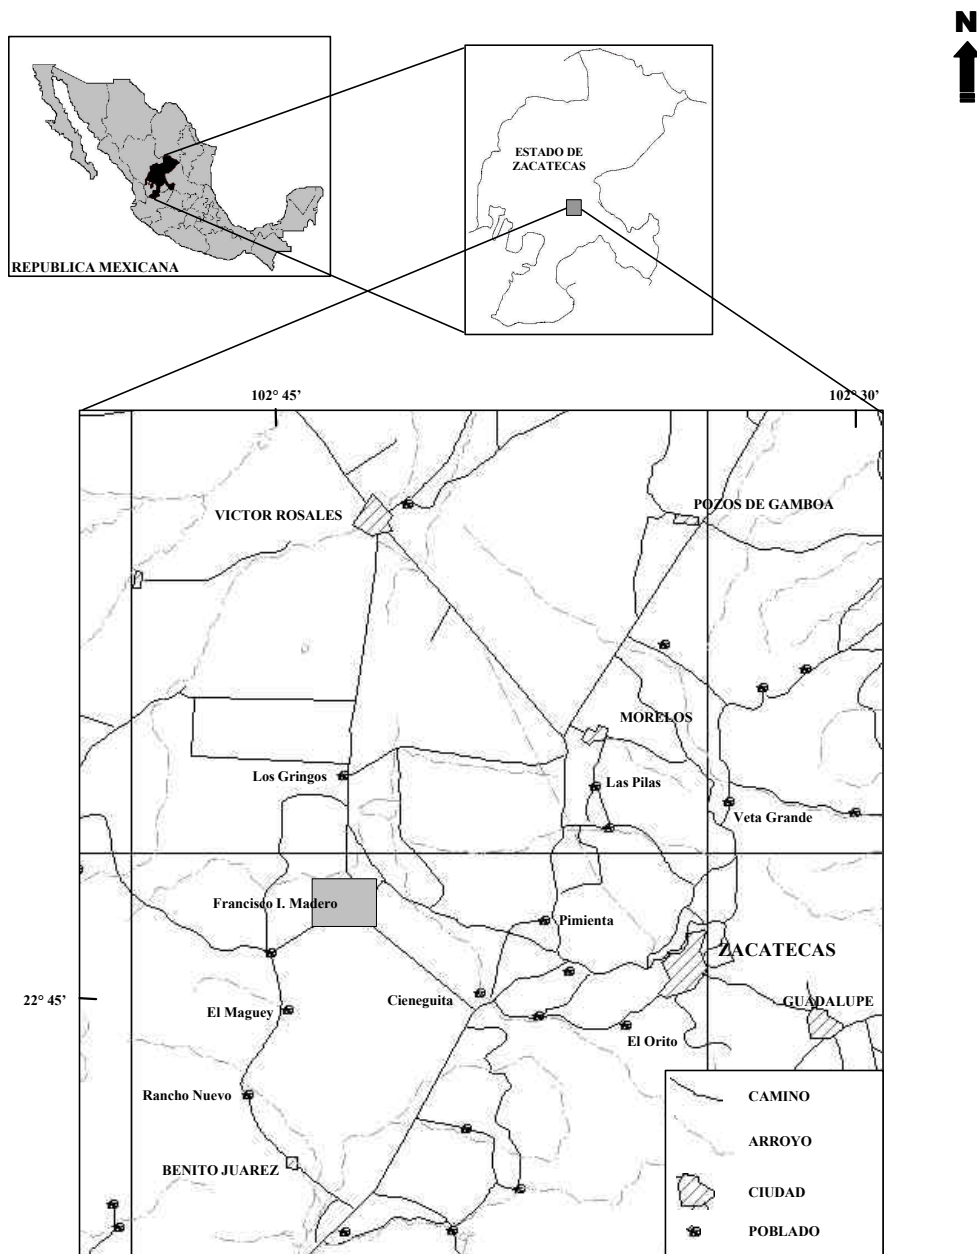 N
ESTADO DE
ZACATECAS
REPUBLICA MEXICANA
102° 45’
102° 30’
VICTOR ROSALES
POZOS DE GAMBOA
MORELOS
Los Gringos
Las Pilas
Veta Grande
Francisco I. Madero
Pimienta
ZACATECAS
22° 45’
Cieneguita
GUADALUPE
El Maguey
El Orito
Rancho Nuevo
CAMINO
ARROYO
BENITO JUAREZ
CIUDAD
POBLADO